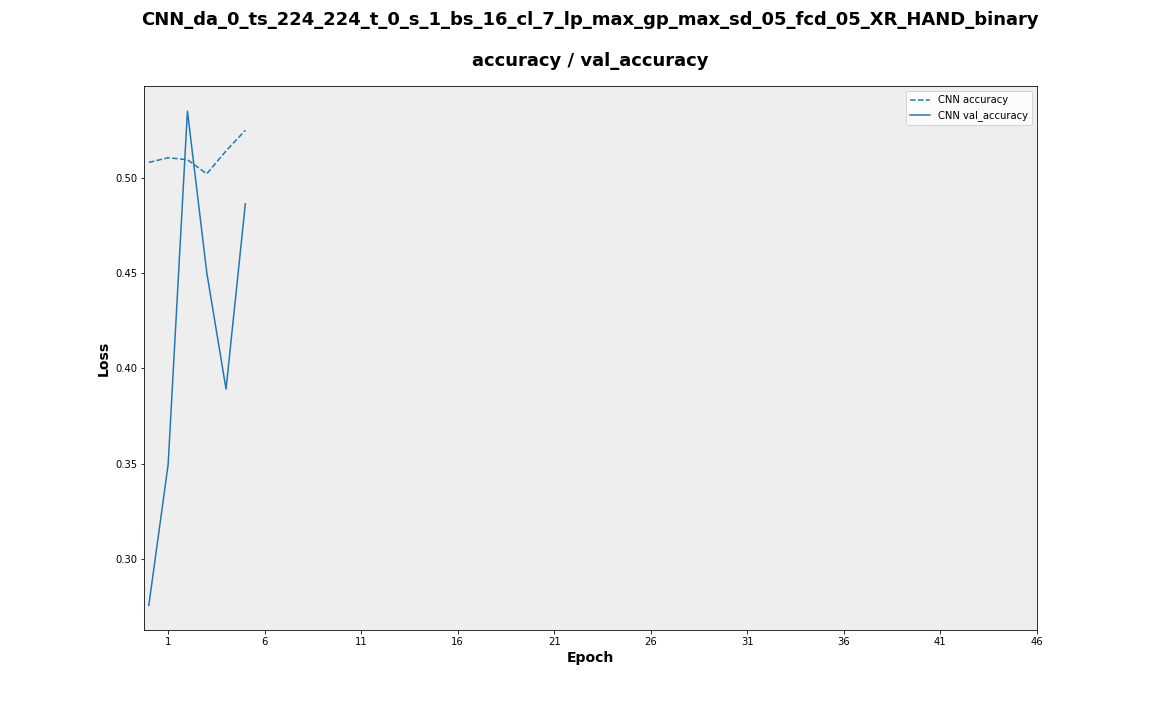 CNN_da_0_ts_224_224_t_0_s_1_bs_16_cl_7_lp_max_gp_max_sd_05_fcd_05_XR_HAND_binary
accuracy / val_accuracy
CNN accuracy
CNN val_accuracy
0.50
0.45
0.40
0.35
0.30
Loss
1 6 11 16 21 26 31 36 41 46
Epoch